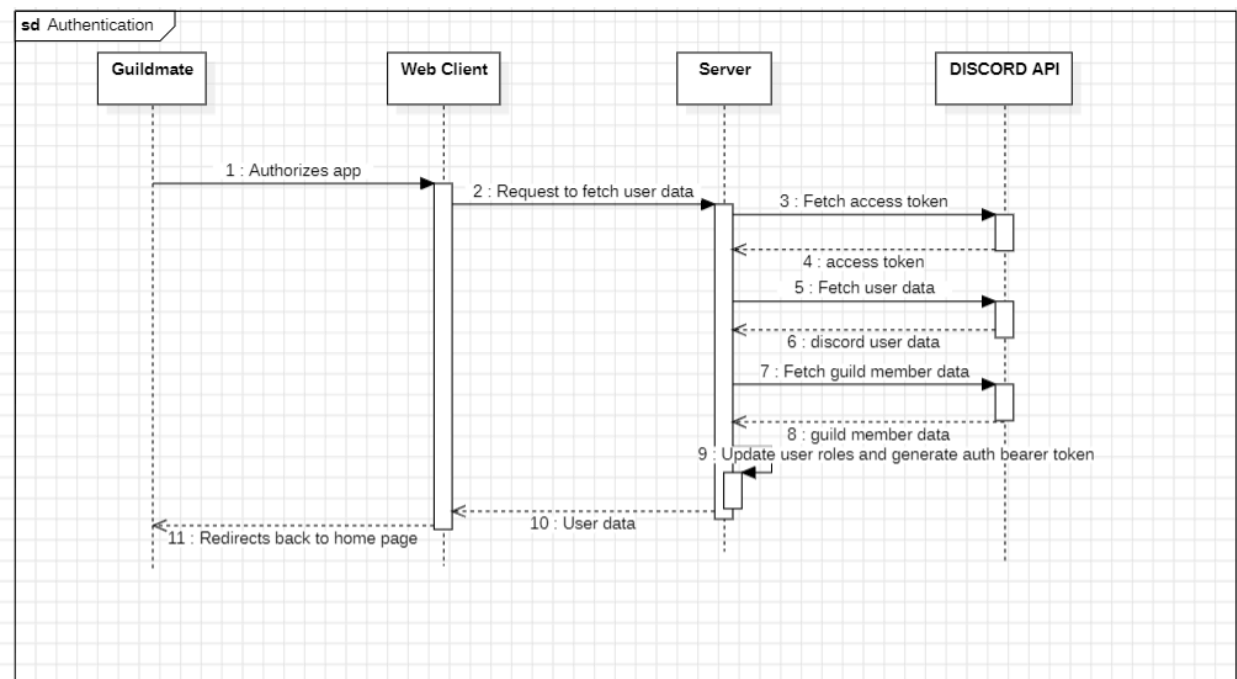 sd Authentication
Guildmate
Web Client
Server
DISCORD API
1 : Authorizes app
2 : Request to fetch user data
3 : Fetch access token
4 : access token
5 : Fetch user data
6 : discord user data
7 : Fetch guild member data
8 : guild member data
9 : Update user roles and generate auth bearer token
10 : User data
11 : Redirects back to home page